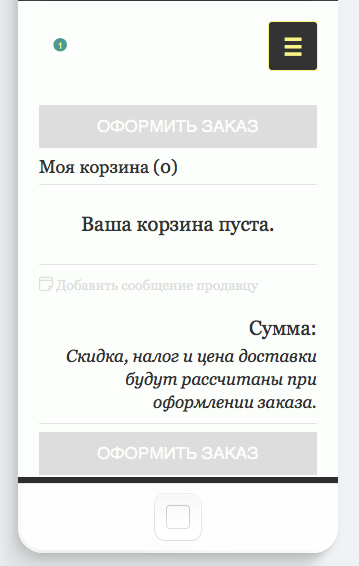 1
ОФОРМИТЬ ЗАКАЗ
Моя корзина (0)
Ваша корзина пуста.
Добавить сообщение продавцу
Сумма:
Скидка, налог и цена доставки
будут рассчитаны при
оформлении заказа.
ОФОРМИТЬ ЗАКАЗ